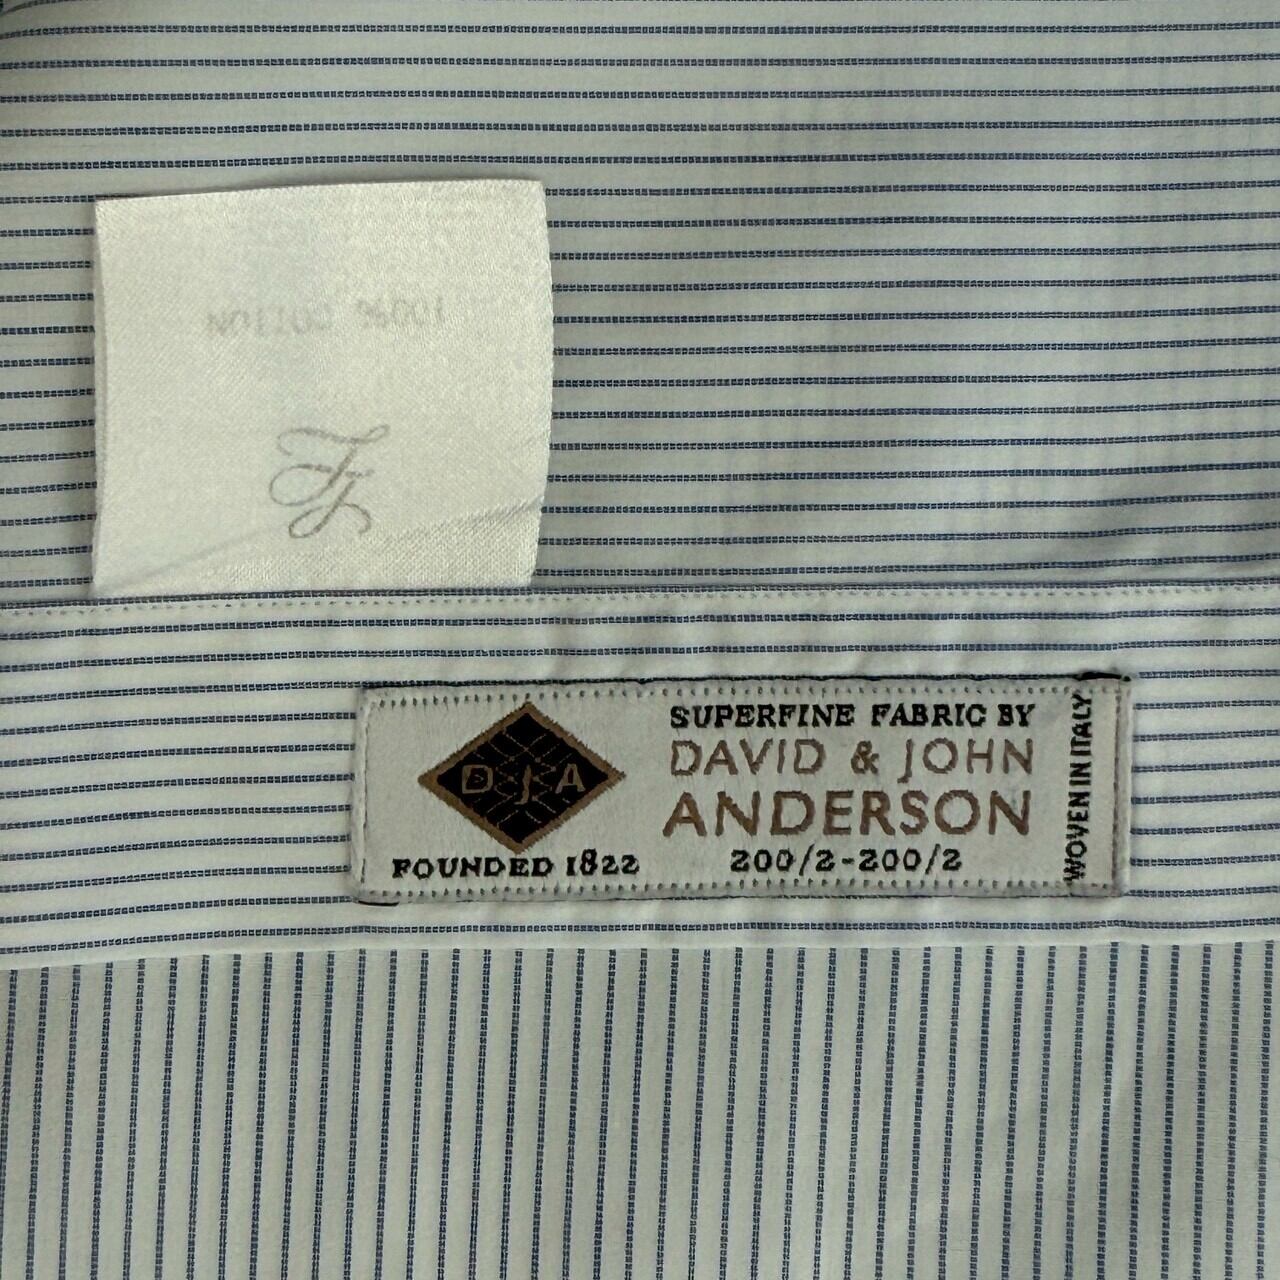 100% COTTON
D J A
FOUNDED 1822
SUPERFINE FABRIC BY
DAVID & JOHN
ANDERSON
200/2-200/2
WOVEN IN ITALY